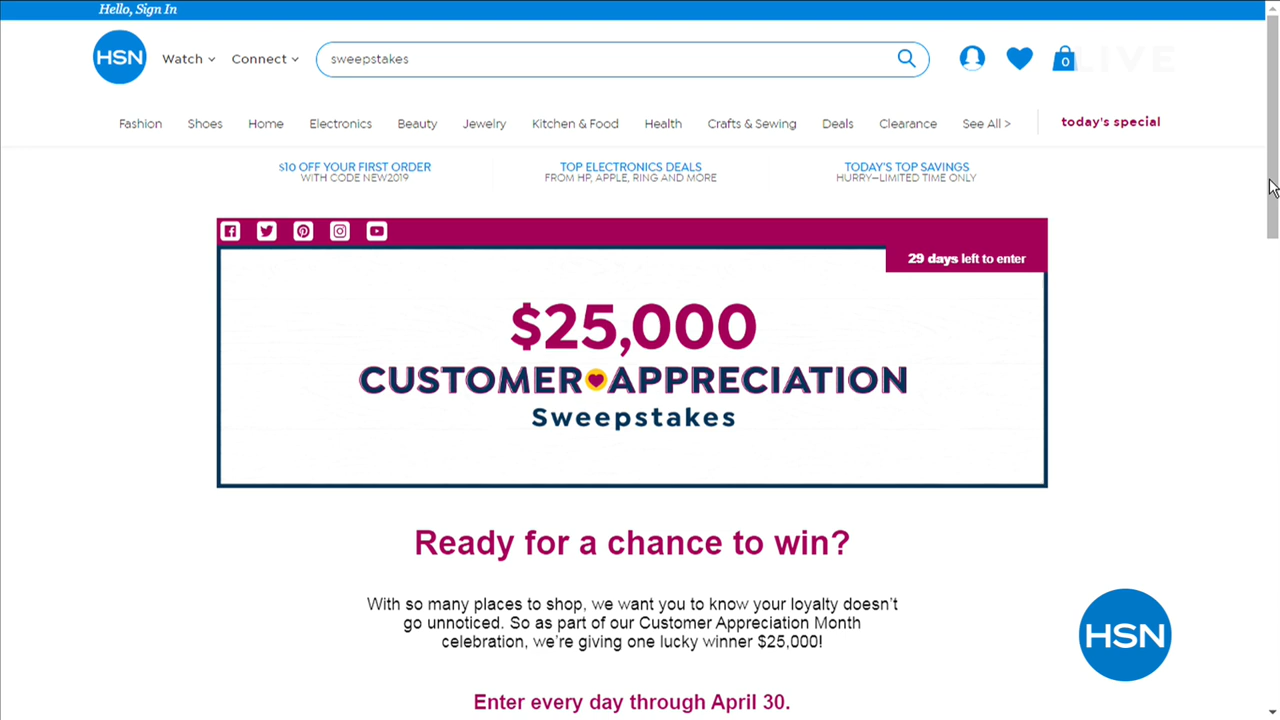 Hello, Sign In
HSN
Watch
Connect
sweepstakes
0
LIVE
Fashion
Shoes
Home
Electronics
Beauty
Jewelry
Kitchen & Food
Health
Crafts & Sewing
Deals
Clearance
See All >
today's special
$10 OFF YOUR FIRST ORDER
WITH CODE NEW2019
TOP ELECTRONICS DEALS
FROM HP, APPLE, RING AND MORE
TODAY'S TOP SAVINGS
HURRY—LIMITED TIME ONLY
29 days left to enter
$25,000
CUSTOMER APPRECIATION
Sweepstakes
Ready for a chance to win?
With so many places to shop, we want you to know your loyalty doesn't
go unnoticed. So as part of our Customer Appreciation Month
celebration, we're giving one lucky winner $25,000!
HSN
Enter every day through April 30.